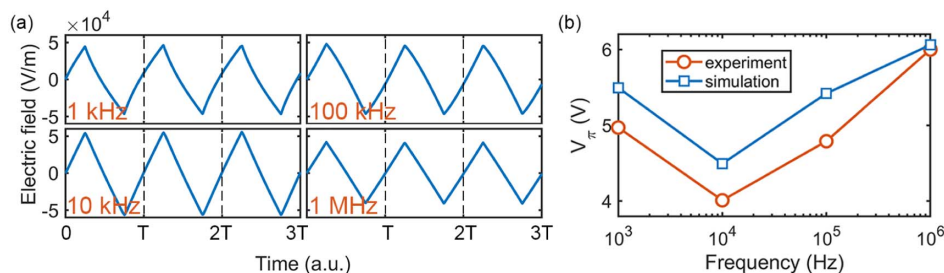 (a)
×10⁴
Electric field (V/m)
5
0
-5
1 kHz
100 kHz
5
0
-5
10 kHz
1 MHz
0 T 2T 3T T 2T 3T
Time (a.u.)
(b)
experiment
simulation
Vπ (V)
6
5
4
10³ 10⁴ 10⁵ 10⁶
Frequency (Hz)